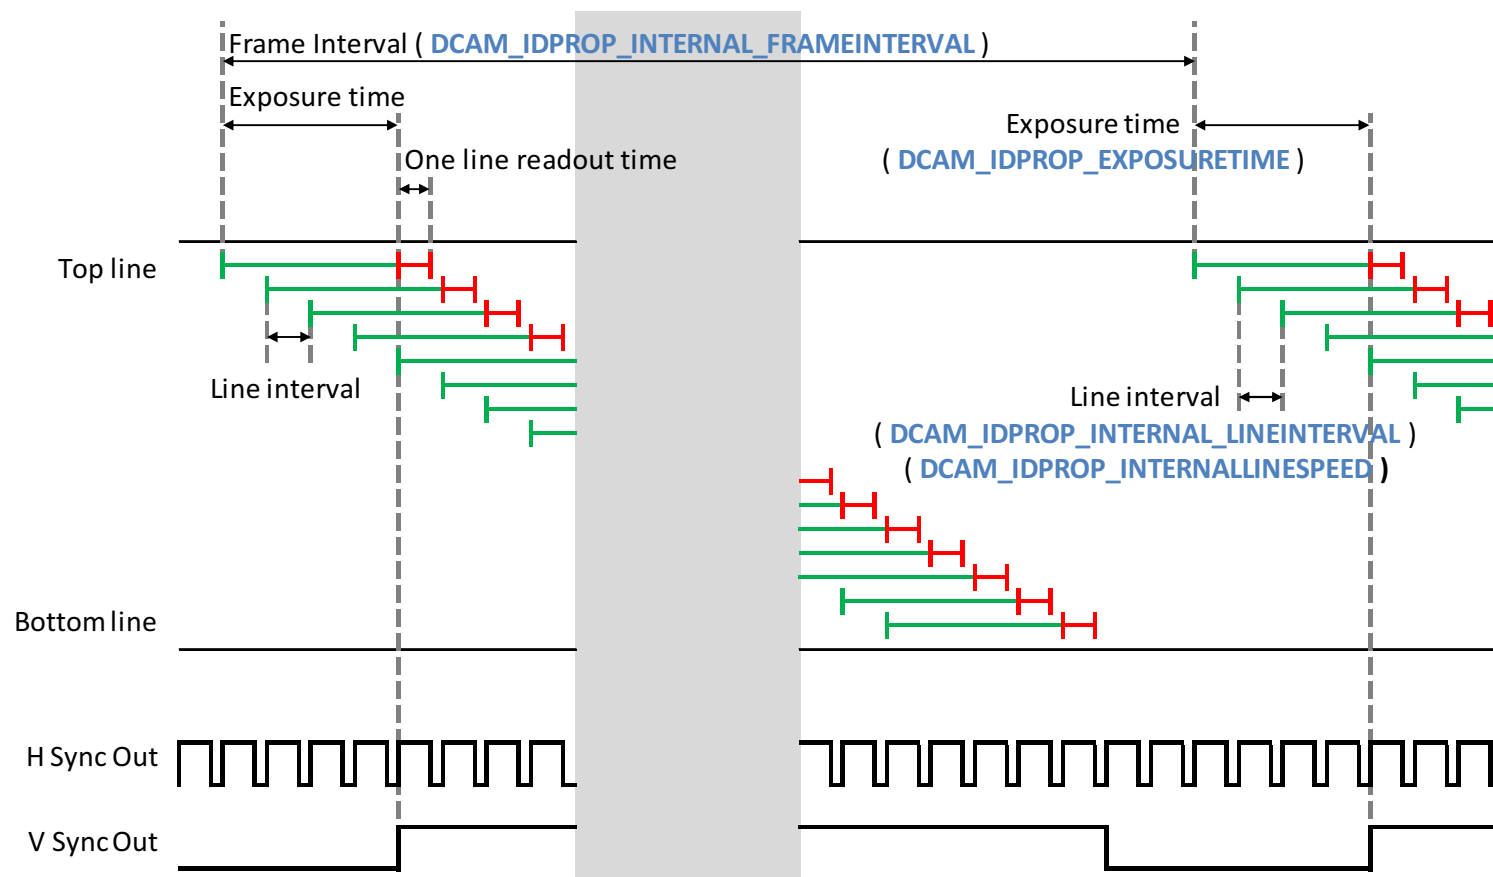 Frame Interval ( DCAM_IDPROP_INTERNAL_FRAMEINTERVAL )
Exposure time
One line readout time
Exposure time
( DCAM_IDPROP_EXPOSURETIME )
Top line
Line interval
Line interval
( DCAM_IDPROP_INTERNAL_LINEINTERVAL )
( DCAM_IDPROP_INTERNALLINESPEED )
Bottom line
H Sync Out
V Sync Out